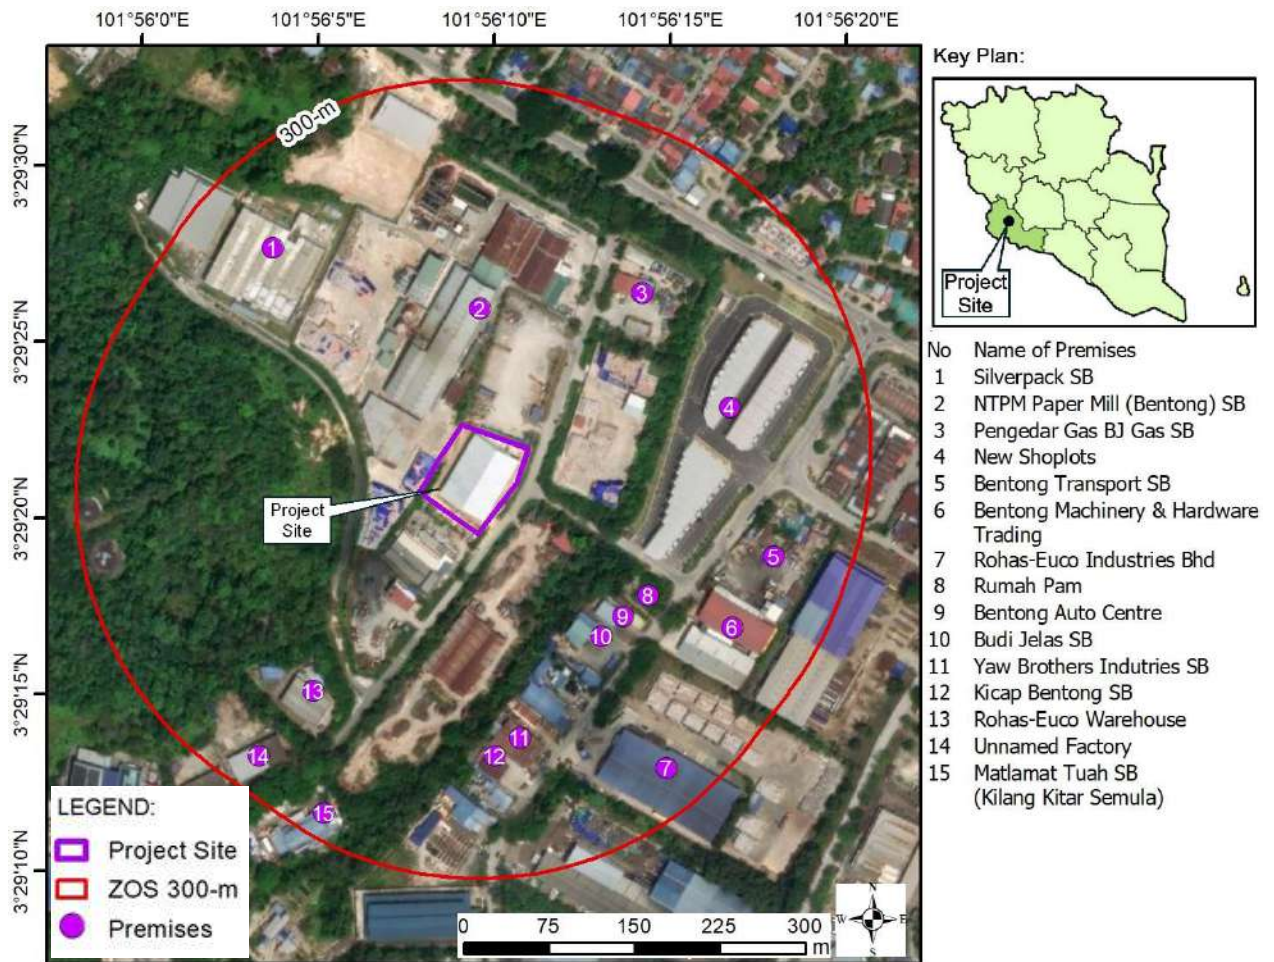 101°56'0"E
101°56'5"E
101°56'10"E
101°56'15"E
101°56'20"E
3°29'30"N
3°29'25"N
3°29'20"N
3°29'15"N
3°29'10"N
300-m
1
2
3
4
Project
Site
5
8
9
6
10
13
11
12
14
7
15
LEGEND:
Project Site
ZOS 300-m
Premises
0 75 150 225 300
m
N
W E
S
Key Plan:
Project
Site
No Name of Premises
1 Silverpack SB
2 NTPM Paper Mill (Bentong) SB
3 Pengedar Gas BJ Gas SB
4 New Shoplots
5 Bentong Transport SB
6 Bentong Machinery & Hardware
Trading
7 Rohas-Euco Industries Bhd
8 Rumah Pam
9 Bentong Auto Centre
10 Budi Jelas SB
11 Yaw Brothers Indutries SB
12 Kicap Bentong SB
13 Rohas-Euco Warehouse
14 Unnamed Factory
15 Matlamat Tuah SB
(Kilang Kitar Semula)